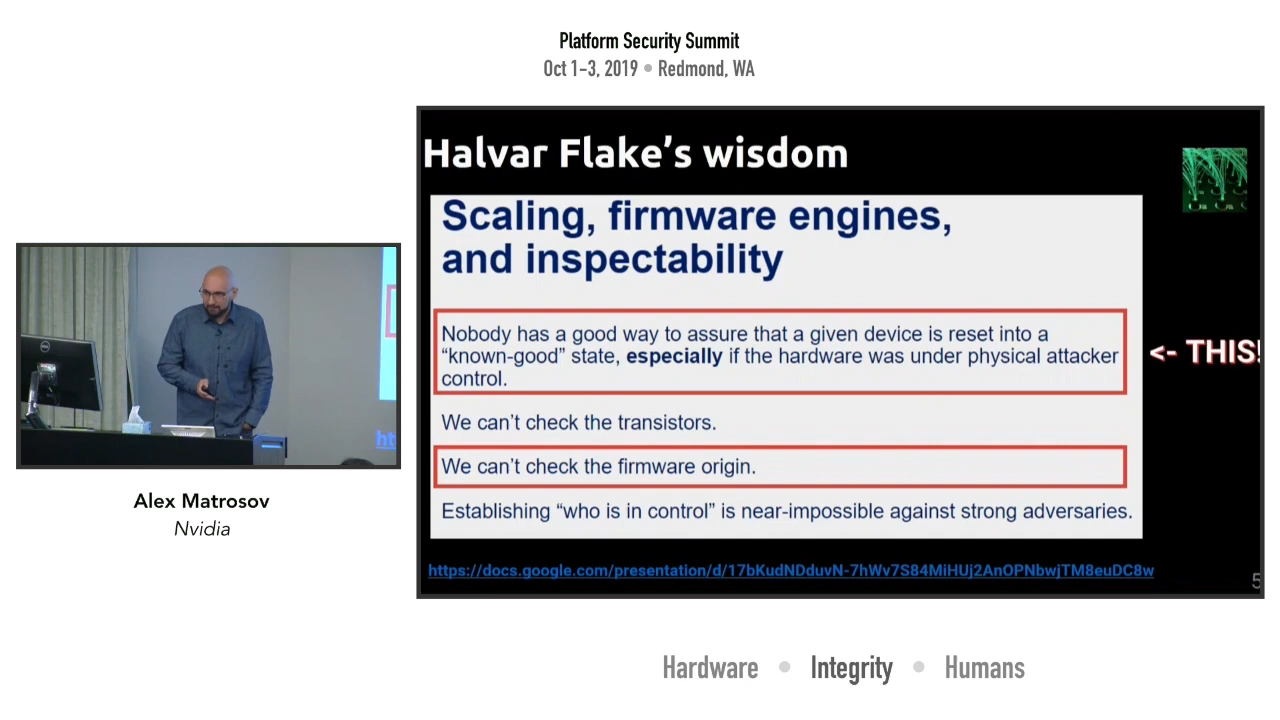 Platform Security Summit
Oct 1-3, 2019 • Redmond, WA
Halvar Flake's wisdom
Scaling, firmware engines,
and inspectability
Nobody has a good way to assure that a given device is reset into a
"known-good" state, especially if the hardware was under physical attacker
control.
<- THIS!
We can't check the transistors.
We can't check the firmware origin.
Establishing "who is in control" is near-impossible against strong adversaries.
https://docs.google.com/presentation/d/17bKudNDduvN-7hWv7S84MiHUj2AnOPNbwjTM8euDC8w
5
ht
DELL
Alex Matrosov
Nvidia
Hardware • Integrity • Humans